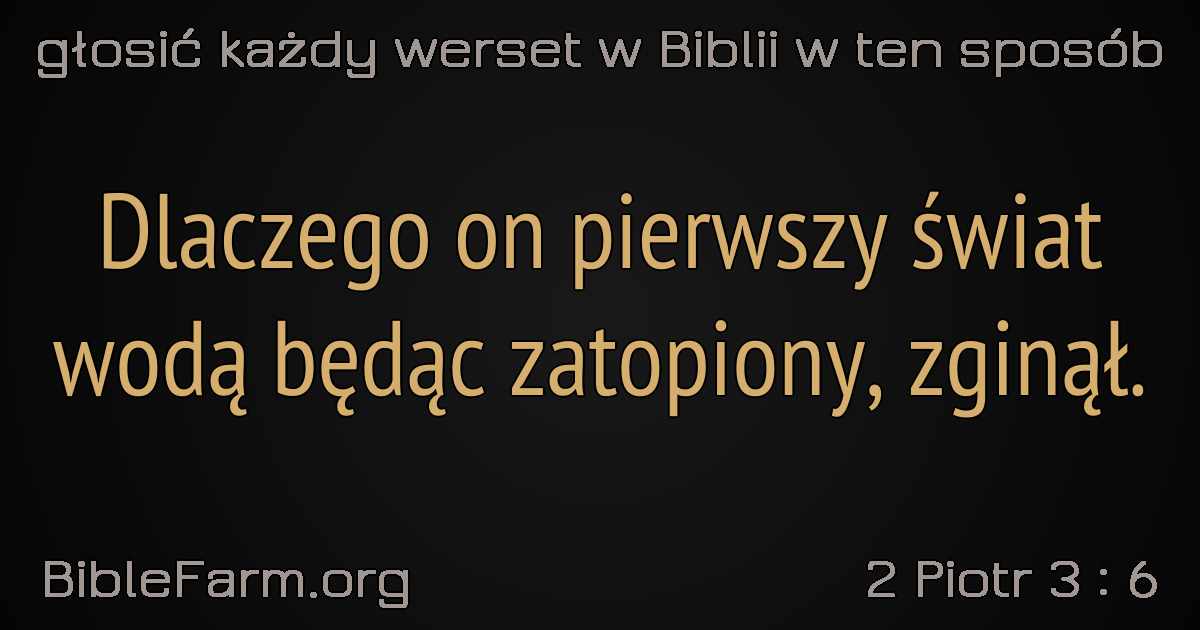 głosić każdy werset w Biblii w ten sposób
Dlaczego on pierwszy świat
wodą będąc zatopiony, zginął.
BibleFarm.org
2 Piotr 3 : 6